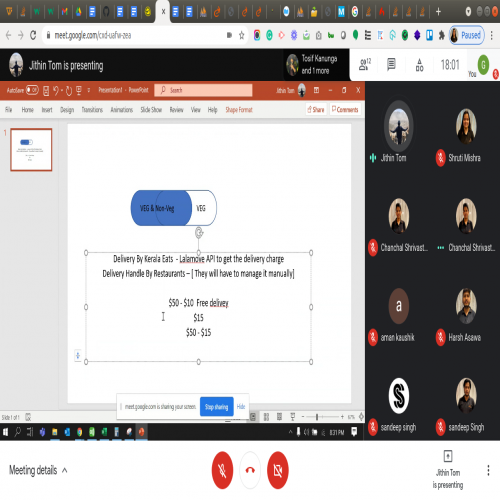 meet.google.com/cxd-uafw-zea
Paused
Jithin Tom is presenting
Tosif Kanunga
and 1 more
12
18:01
You
G
AutoSave Off
Presentation1 - PowerPoint
Search
Jithin Tom
File Home Insert Design Transitions Animations Slide Show Review View Help Shape Format
Share Comments
1
VEG & Non-Veg VEG
Delivery By Kerala Eats - Lalamove API to get the delivery charge
Delivery Handle By Restaurants – [ They will have to manage it manually]
$50 - $10 Free delivey
$15
$50 - $15
meet.google.com is sharing your screen. Stop sharing Hide
Slide 1 of 1
8:31 PM
Jithin Tom
Shruti Mishra
Chanchal Shrivast...
Chanchal Shrivast...
a
aman kaushik
Harsh Asawa
sandeep singh
sandeep Singh
Meeting details
Jithin Tom
is presenting